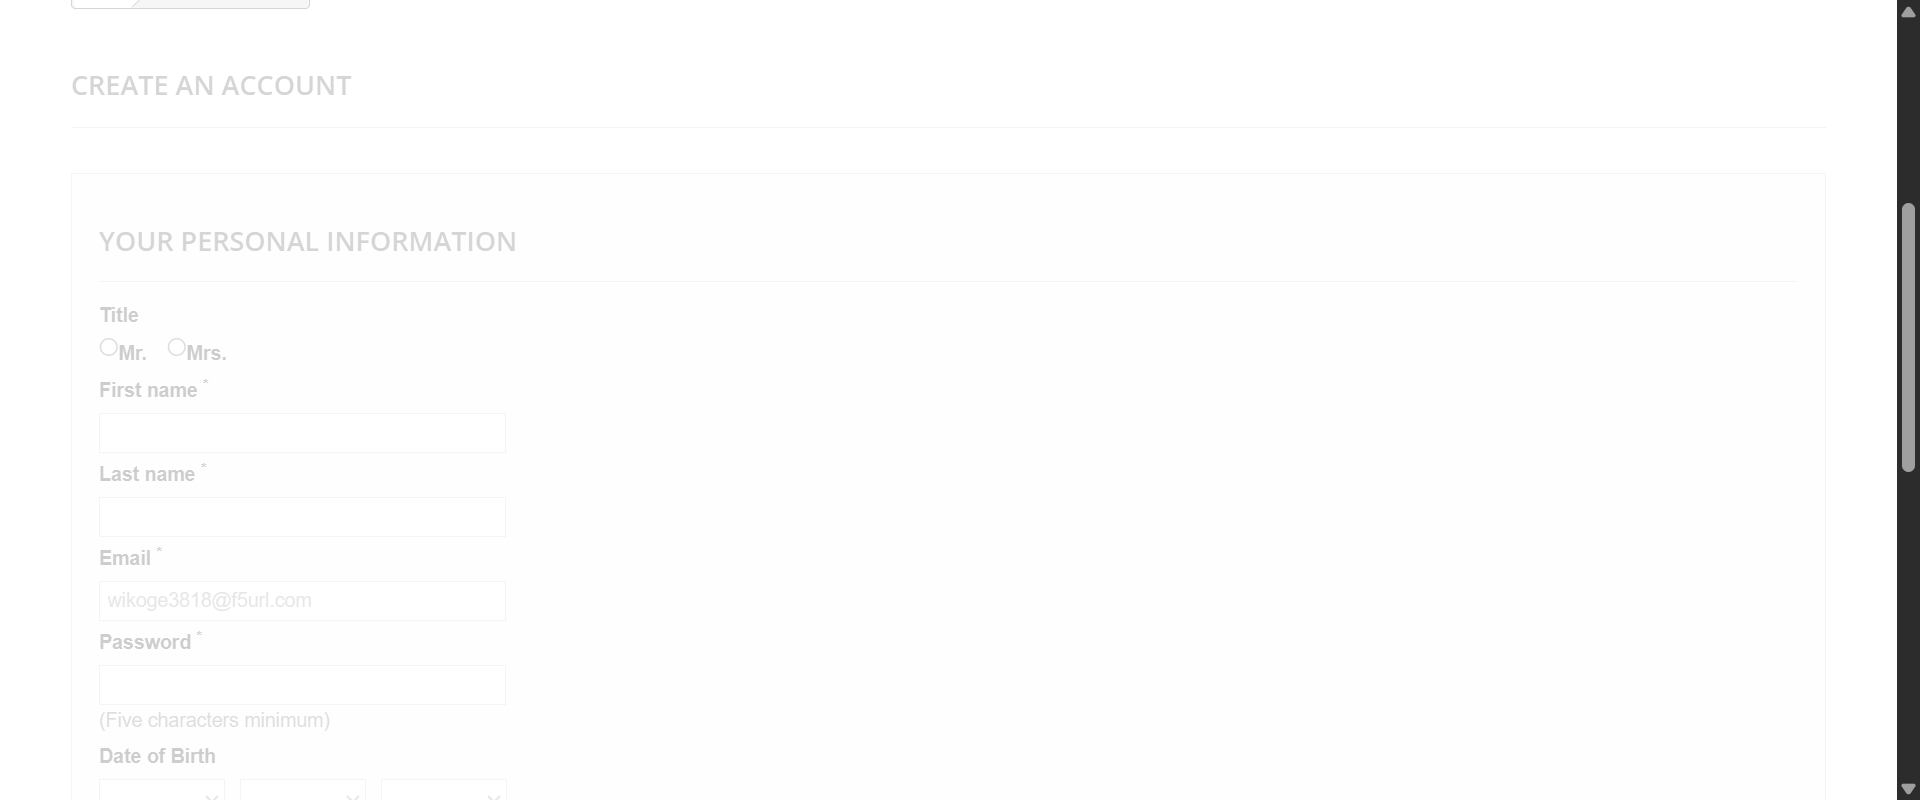 CREATE AN ACCOUNT
YOUR PERSONAL INFORMATION
Title
Mr. Mrs.
First name *
Last name *
Email *
wikoge3818@f5url.com
Password *
(Five characters minimum)
Date of Birth